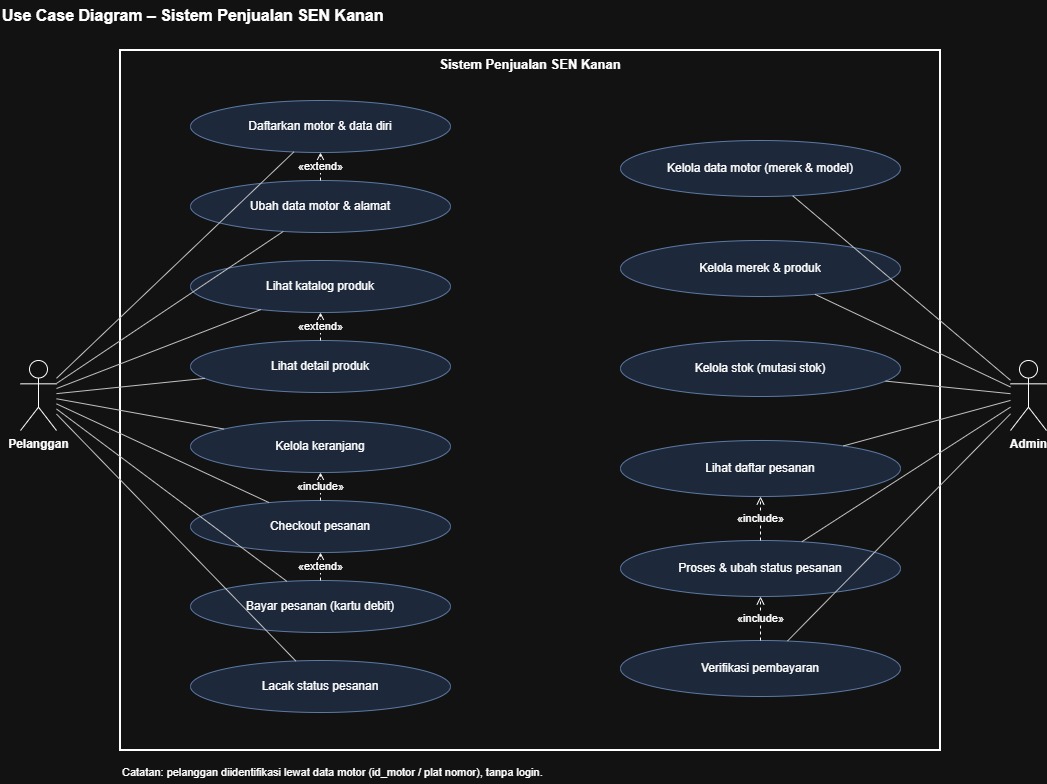 Use Case Diagram – Sistem Penjualan SEN Kanan
Sistem Penjualan SEN Kanan
Daftarkan motor & data diri
«extend»
Ubah data motor & alamat
Lihat katalog produk
«extend»
Lihat detail produk
Kelola keranjang
«include»
Checkout pesanan
«extend»
Bayar pesanan (kartu debit)
Lacak status pesanan
Pelanggan
Kelola data motor (merek & model)
Kelola merek & produk
Kelola stok (mutasi stok)
Lihat daftar pesanan
«include»
Proses & ubah status pesanan
«include»
Verifikasi pembayaran
Admin
Catatan: pelanggan diidentifikasi lewat data motor (id_motor / plat nomor), tanpa login.